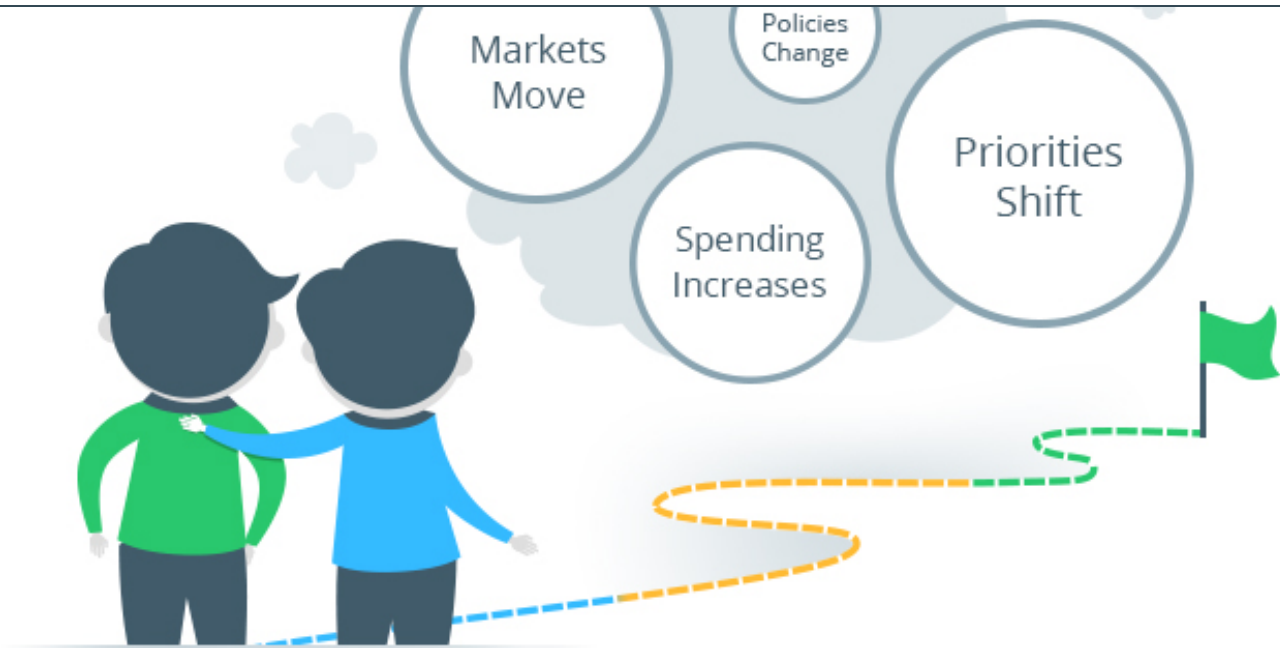 Markets
Move
Policies
Change
Priorities
Shift
Spending
Increases